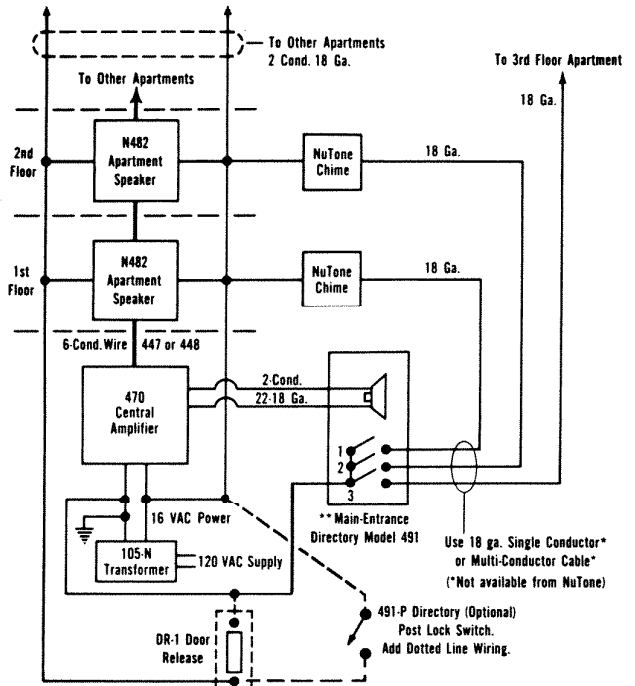 To Other Apartments
2 Cond. 18 Ga.
To 3rd Floor Apartment
18 Ga.
To Other Apartments
2nd
Floor
N482
Apartment
Speaker
NuTone
Chime
18 Ga.
1st
Floor
N482
Apartment
Speaker
NuTone
Chime
18 Ga.
6-Cond. Wire 447 or 448
470
Central
Amplifier
2-Cond.
22-18 Ga.
1
2
3
**Main-Entrance
Directory Model 491
16 VAC Power
105-N
Transformer
120 VAC Supply
Use 18 ga. Single Conductor*
or Multi-Conductor Cable*
(*Not available from NuTone)
DR-1 Door
Release
491-P Directory (Optional)
Post Lock Switch.
Add Dotted Line Wiring.